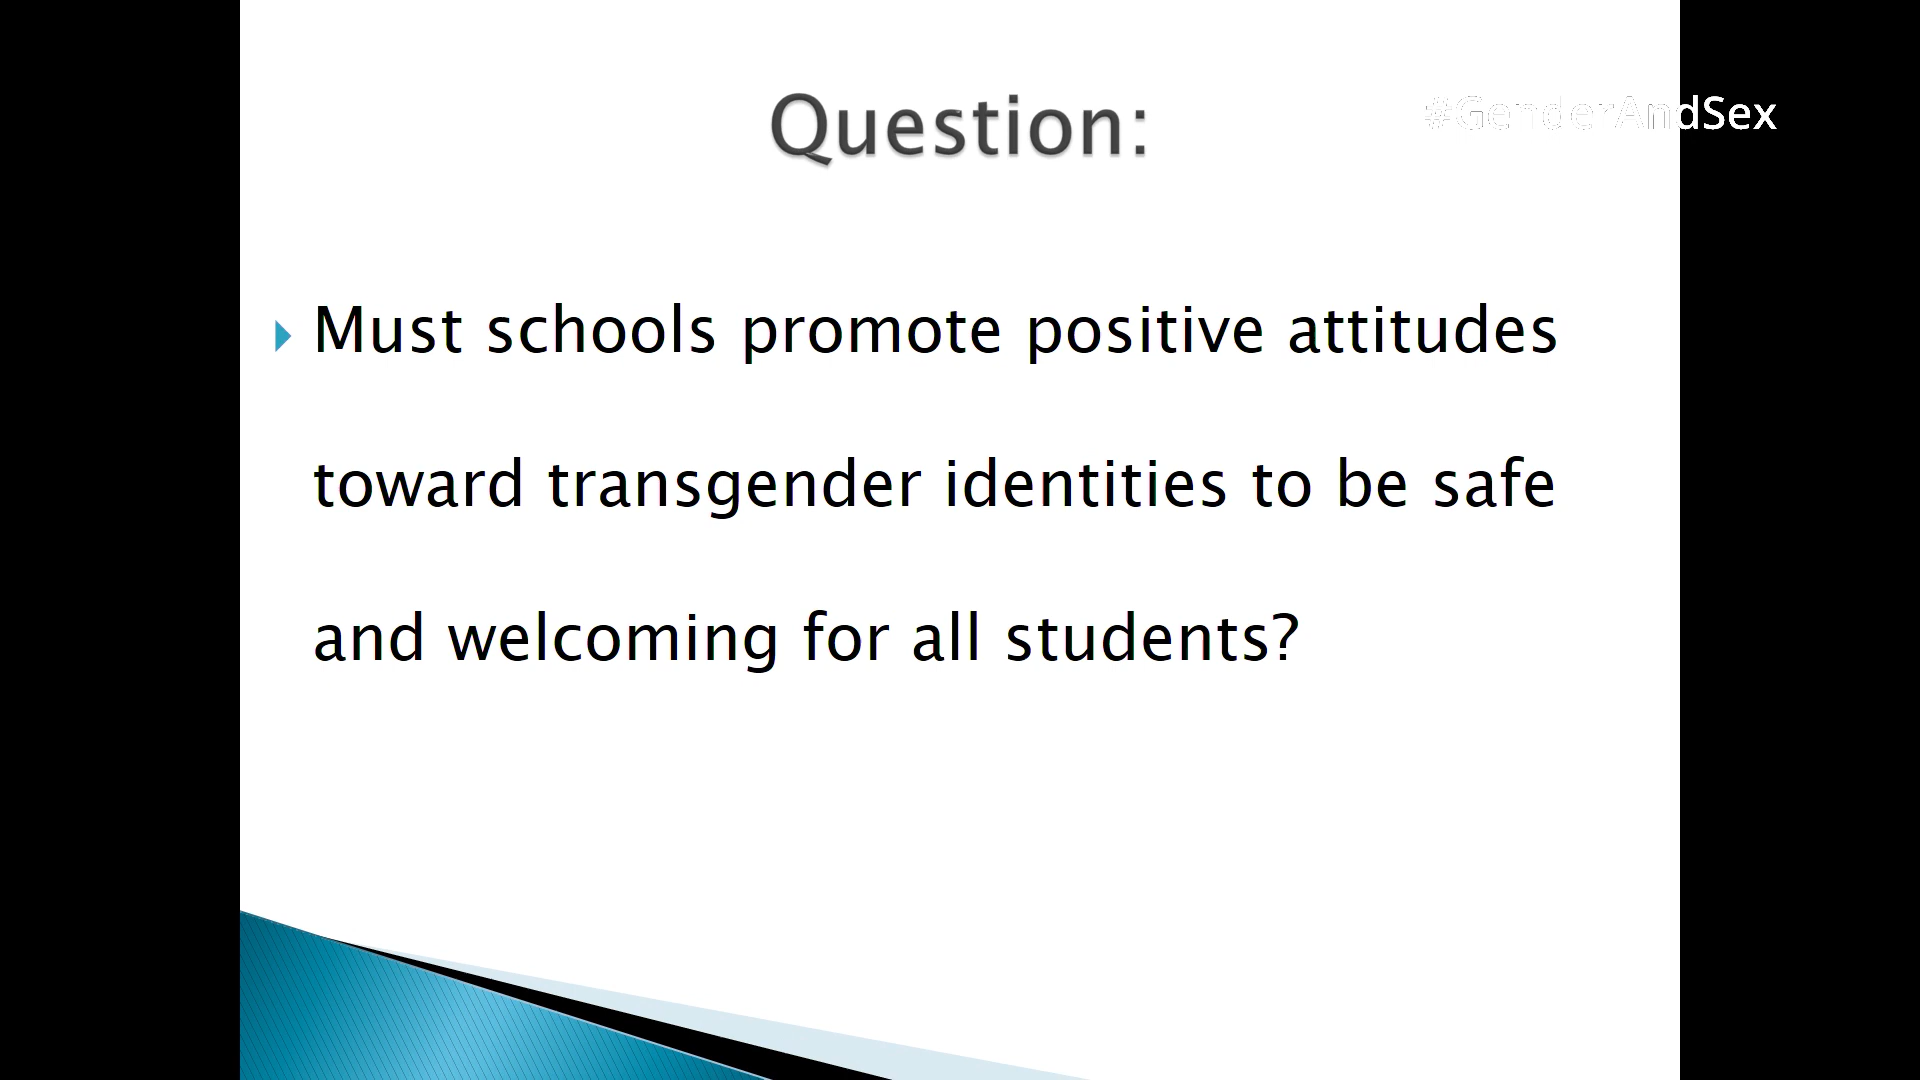 Question:
#GenderAndSex
Must schools promote positive attitudes
toward transgender identities to be safe
and welcoming for all students?